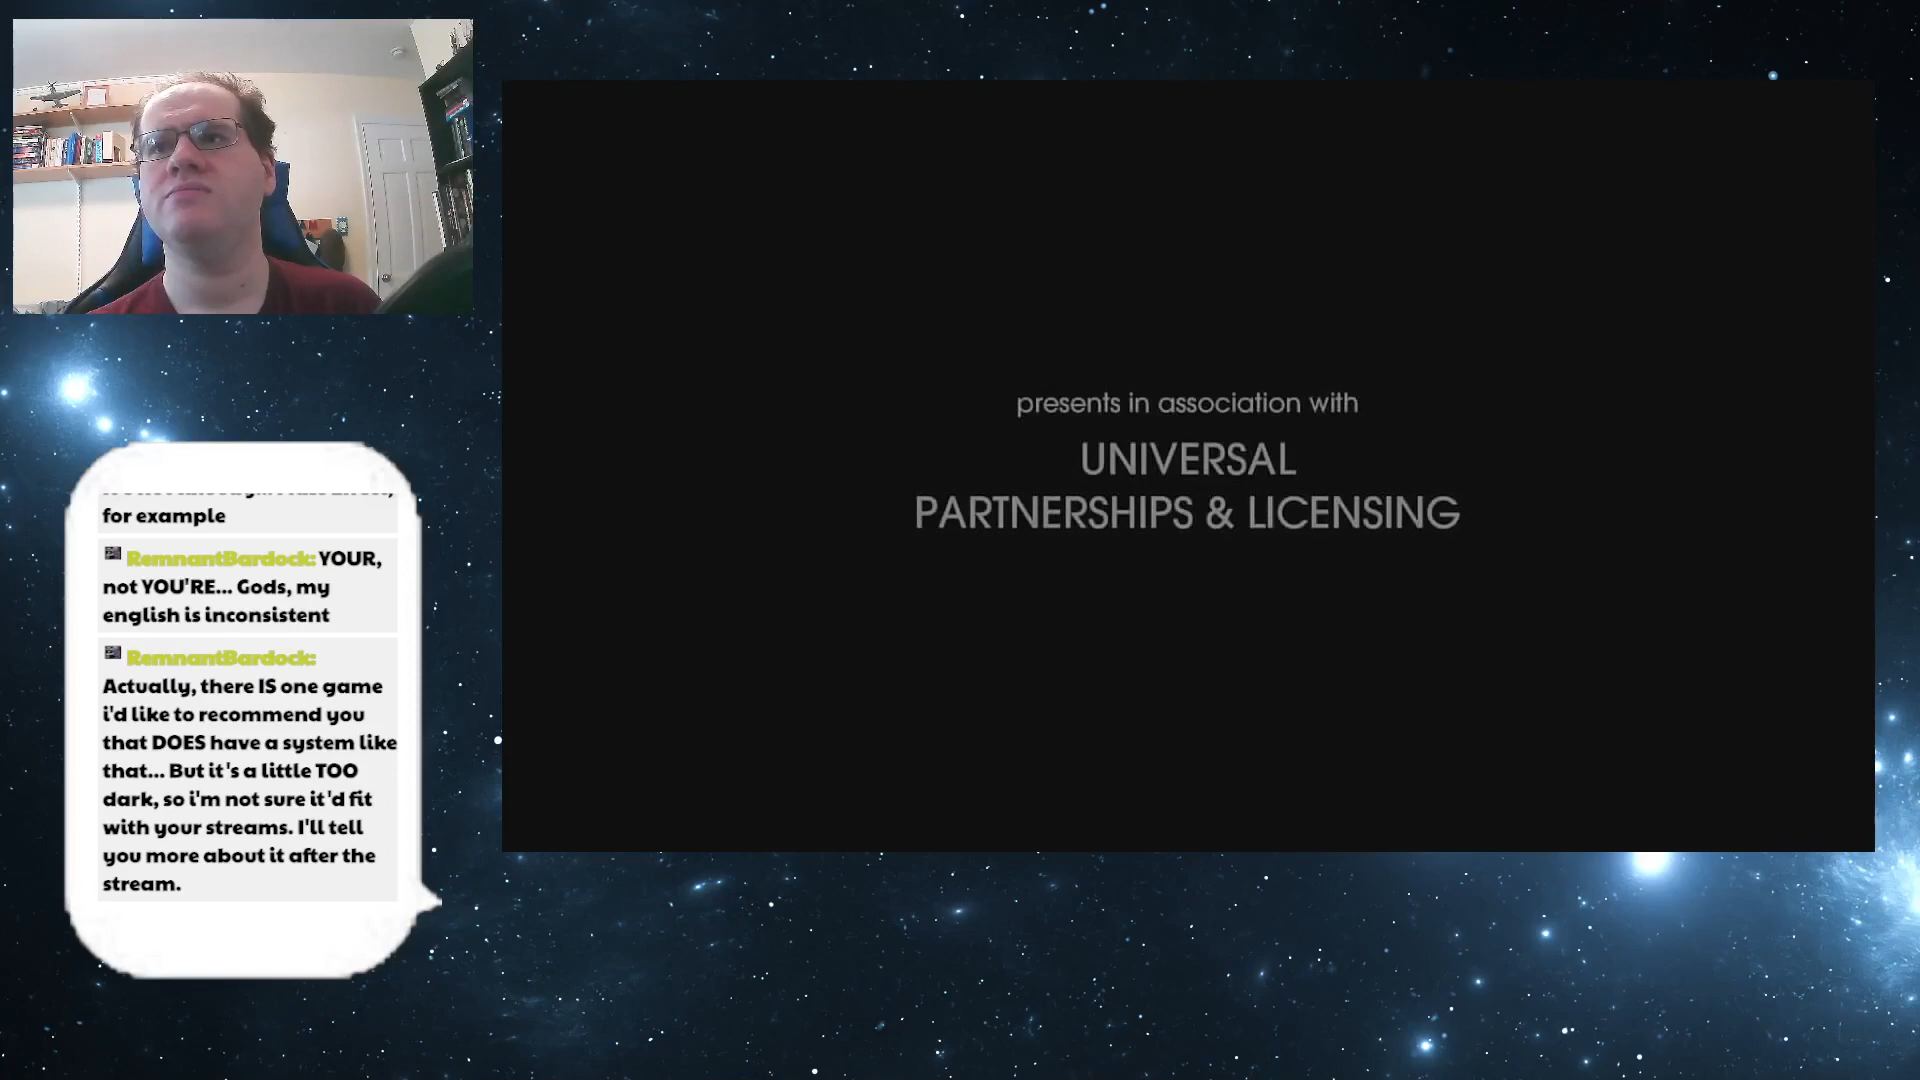 for example
RemnantBardock: YOUR,
not YOU'RE... Gods, my
english is inconsistent
RemnantBardock:
Actually, there IS one game
i'd like to recommend you
that DOES have a system like
that... But it's a little TOO
dark, so i'm not sure it'd fit
with your streams. I'll tell
you more about it after the
stream.
presents in association with
UNIVERSAL
PARTNERSHIPS & LICENSING